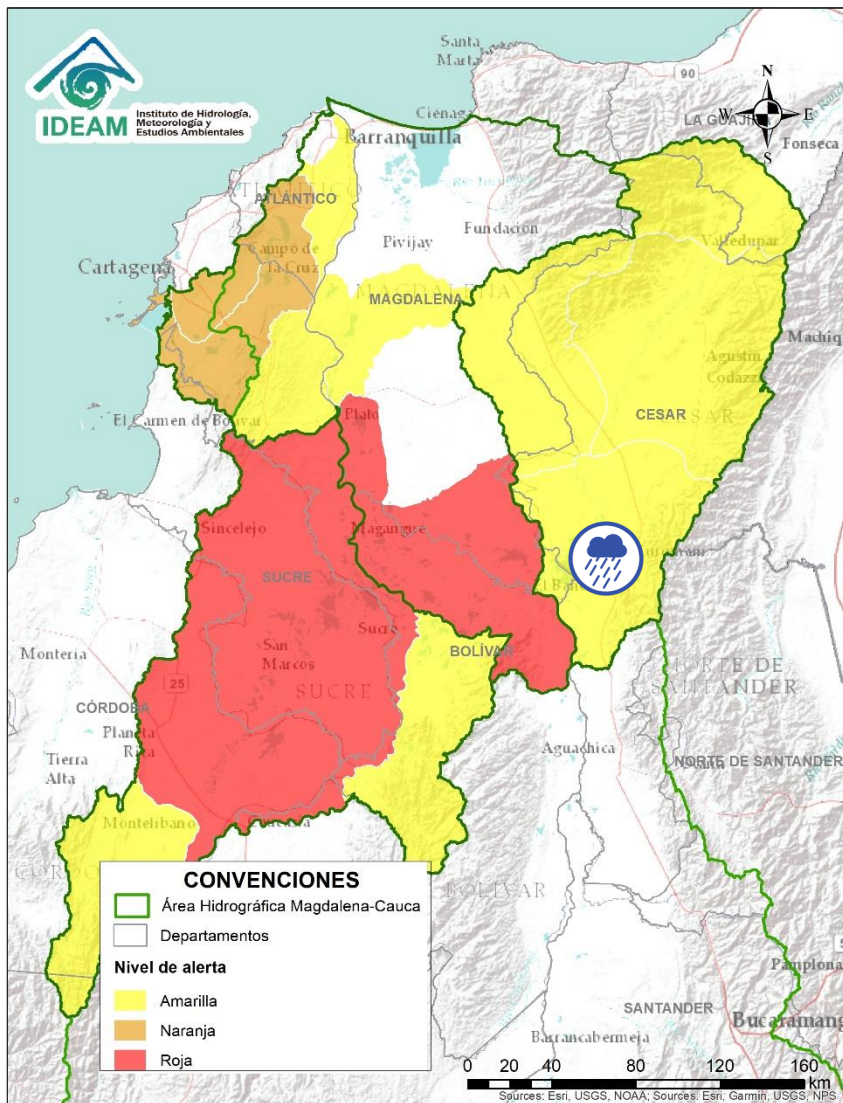 IDEAM
Instituto de Hidrología,
Meteorología y
Estudios Ambientales
Santa
Marta
90
N
W
E
S
LA GUAJIRA
Ciénaga
Barranquilla
Fonseca
ATLÁNTICO
Pivijay
Fundación
Campo de
la Cruz
Valledupar
Cartagena
MAGDALENA
Agustín
Codazzi
CESAR
CESAR
El Carmen de Bolívar
Plato
Sincelejo
Magangué
SUCRE
Sucre
San
Marcos
BOLÍVAR
SUCRE
Montería
25
CÓRDOBA
Planeta
Rica
Tierra
Alta
NORTE DE
SANTANDER
Aguachica
NORTE DE SANTANDER
Montelíbano
BOLÍVAR
CONVENCIONES
Área Hidrográfica Magdalena-Cauca
Departamentos
Nivel de alerta
Amarilla
Naranja
Roja
Pamplona
SANTANDER
Barrancabermeja
0 20 40 80 120 160
km
Sources: Esri, USGS, NOAA; Sources: Esri, Garmin, USGS, NPS